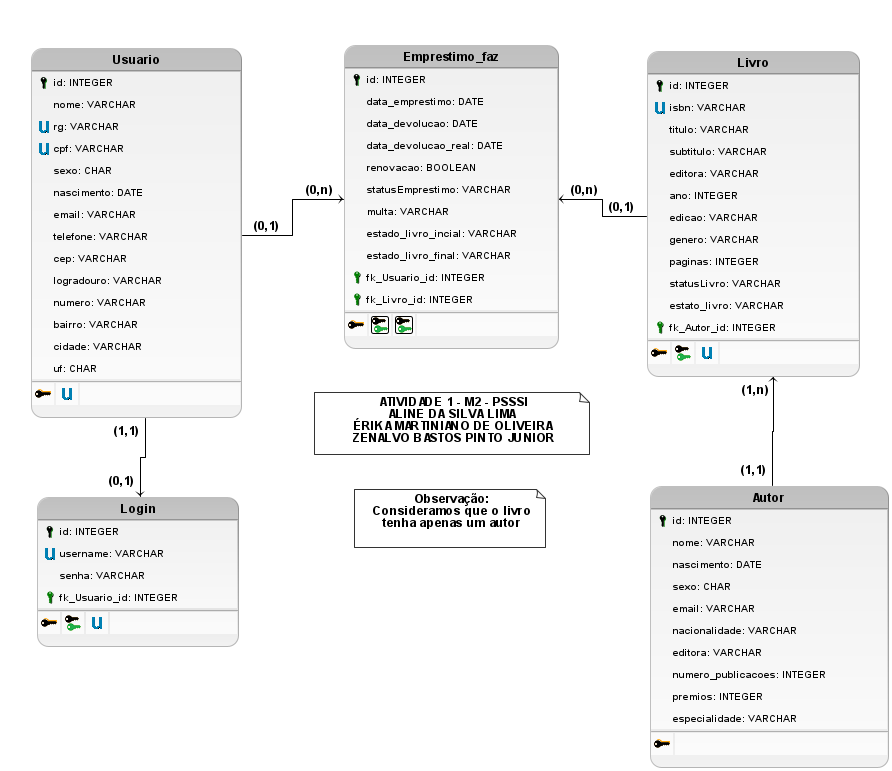 Usuario
id: INTEGER
nome: VARCHAR
U rg: VARCHAR
U cpf: VARCHAR
sexo: CHAR
nascimento: DATE
email: VARCHAR
telefone: VARCHAR
cep: VARCHAR
logradouro: VARCHAR
numero: VARCHAR
bairro: VARCHAR
cidade: VARCHAR
uf: CHAR
U
(0,1)
(0,n)
Emprestimo_faz
id: INTEGER
data_emprestimo: DATE
data_devolucao: DATE
data_devolucao_real: DATE
renovacao: BOOLEAN
statusEmprestimo: VARCHAR
multa: VARCHAR
estado_livro_incial: VARCHAR
estado_livro_final: VARCHAR
fk_Usuario_id: INTEGER
fk_Livro_id: INTEGER
(0,n)
(0,1)
Livro
id: INTEGER
U isbn: VARCHAR
titulo: VARCHAR
subtitulo: VARCHAR
editora: VARCHAR
ano: INTEGER
edicao: VARCHAR
genero: VARCHAR
paginas: INTEGER
statusLivro: VARCHAR
estato_livro: VARCHAR
fk_Autor_id: INTEGER
U
(1,1)
(0,1)
Login
id: INTEGER
U username: VARCHAR
senha: VARCHAR
fk_Usuario_id: INTEGER
U
ATIVIDADE 1 - M2 - PSSSI
ALINE DA SILVA LIMA
ÉRIKA MARTINIANO DE OLIVEIRA
ZENALVO BASTOS PINTO JUNIOR
Observação:
Consideramos que o livro
tenha apenas um autor
(1,n)
(1,1)
Autor
id: INTEGER
nome: VARCHAR
nascimento: DATE
sexo: CHAR
email: VARCHAR
nacionalidade: VARCHAR
editora: VARCHAR
numero_publicacoes: INTEGER
premios: INTEGER
especialidade: VARCHAR